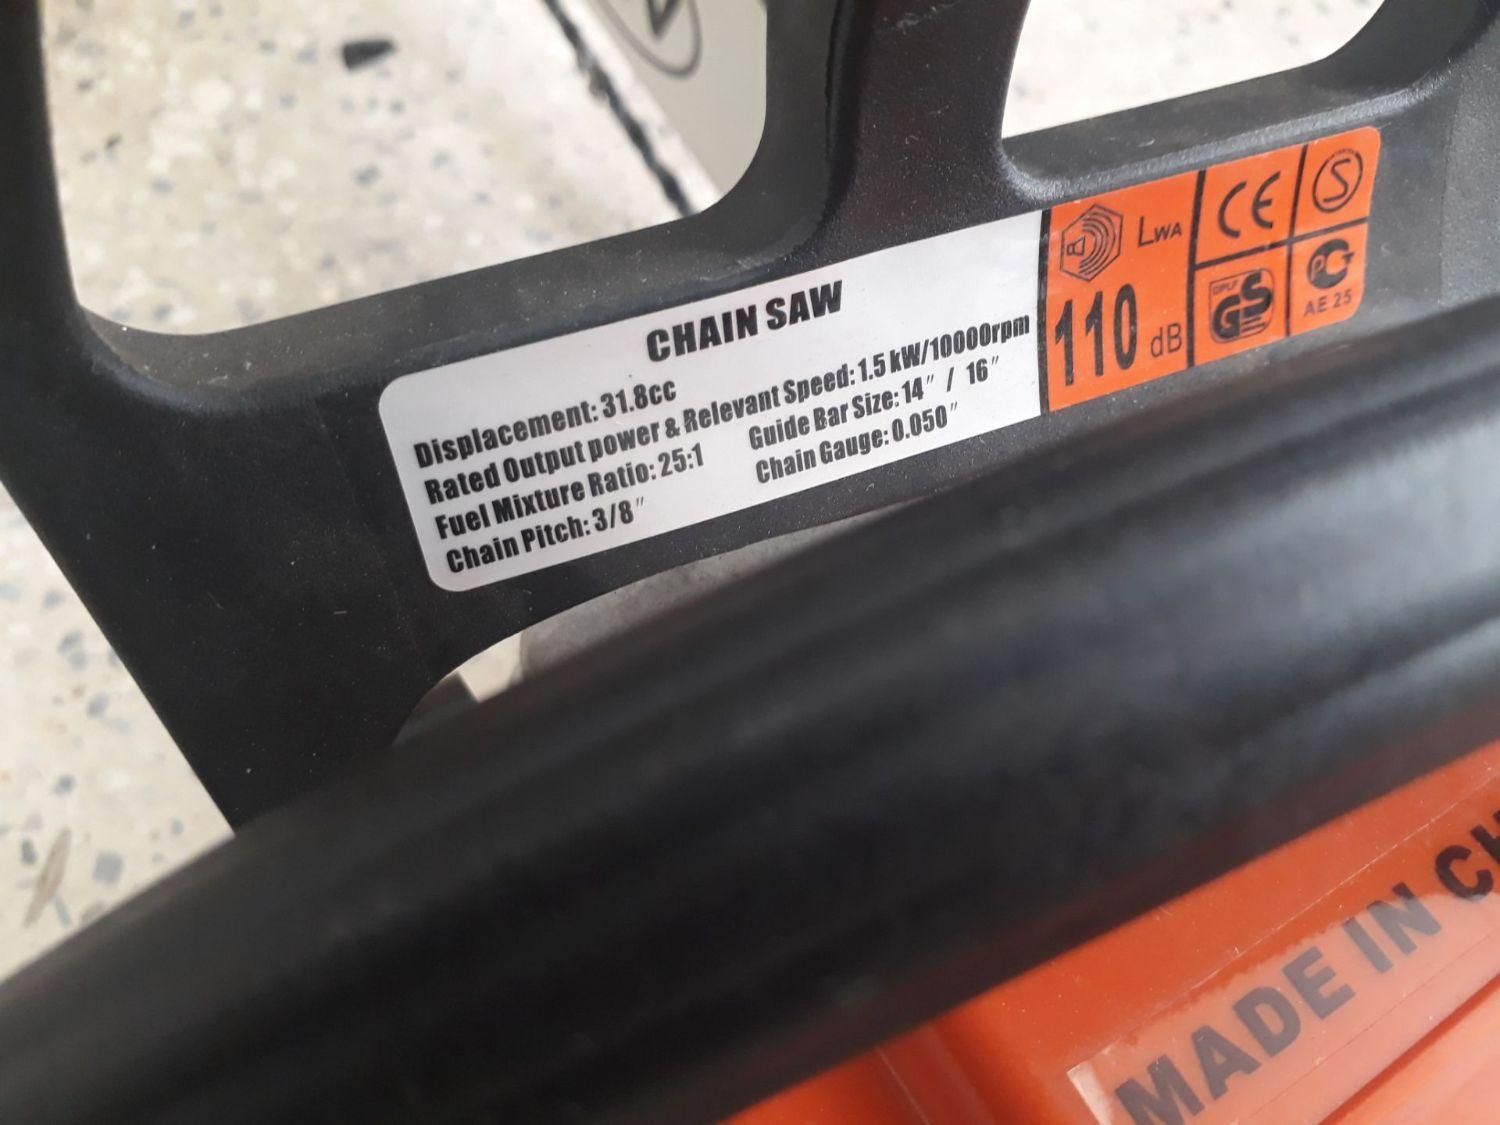 CHAIN SAW
Displacement: 31.8cc
Rated Output power & Relevant Speed: 1.5 kW/10000rpm
Fuel Mixture Ratio: 25:1 Guide Bar Size: 14″ / 16″
Chain Pitch: 3/8″ Chain Gauge: 0.050″
LWA
110 dB
CE
S
GPLF
GS
PC
AE 25
MADE IN CH